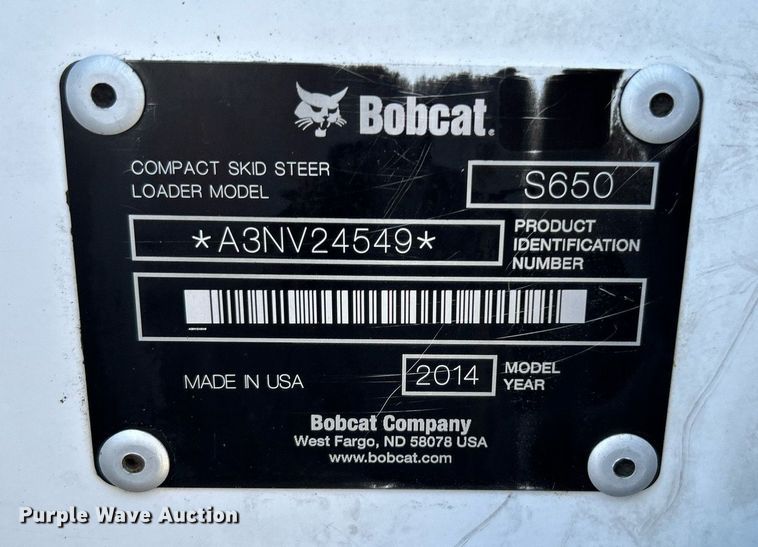 Bobcat.
COMPACT SKID STEER
LOADER MODEL
S650
*A3NV24549*
PRODUCT
IDENTIFICATION
NUMBER
MADE IN USA
2014
MODEL
YEAR
Bobcat Company
West Fargo, ND 58078 USA
www.bobcat.com
Purple Wave Auction